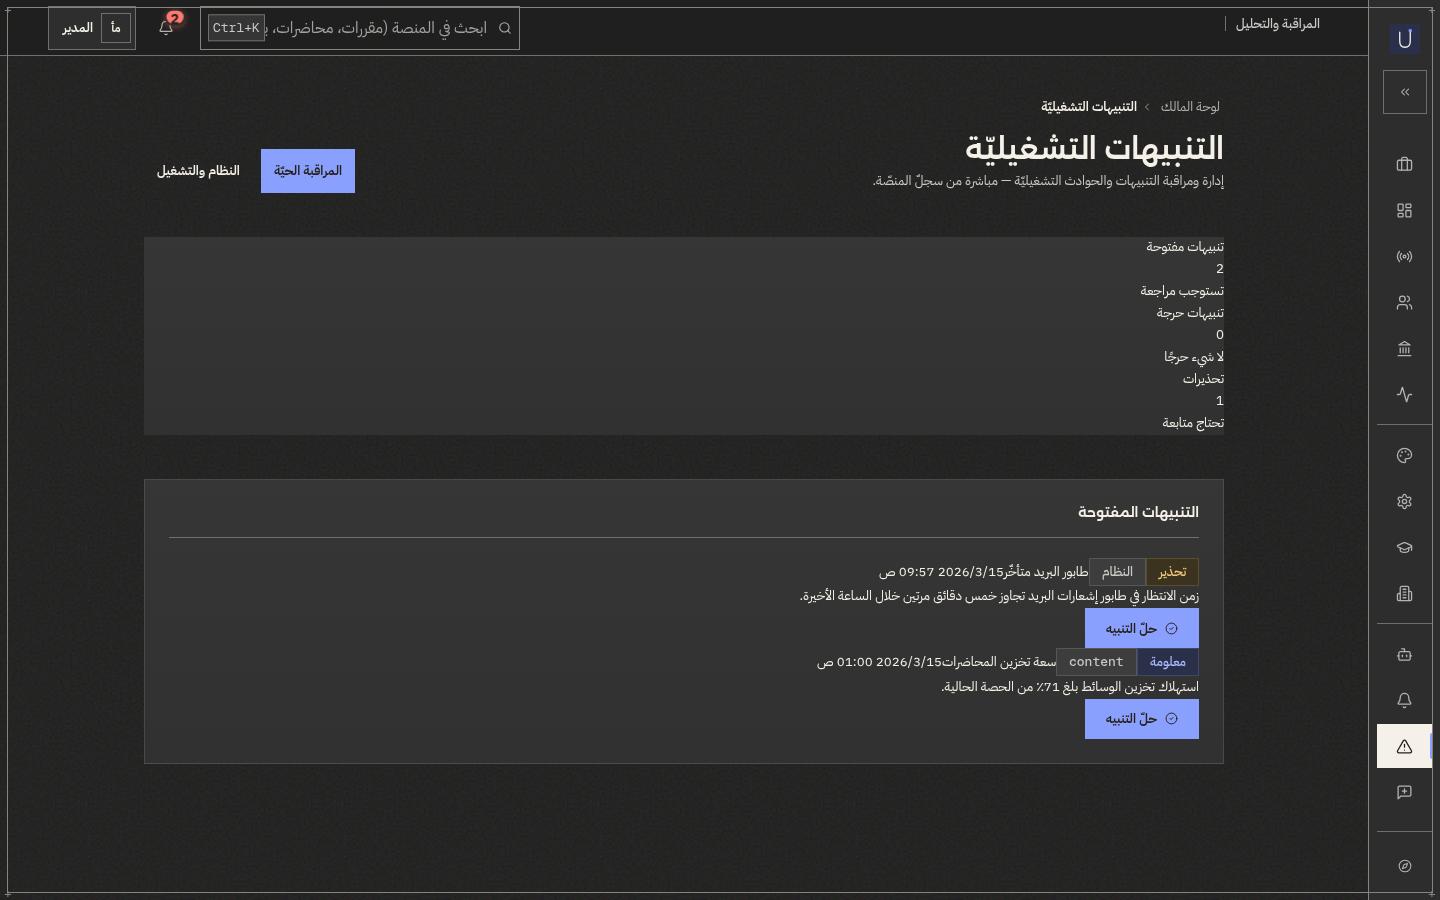 المراقبة والتحليل
ابحث في المنصة (مقررات، محاضرات، ب
Ctrl+K
2
مأ
المدير
لوحة المالك
التنبيهات التشغيليّة
التنبيهات التشغيليّة
إدارة ومراقبة التنبيهات والحوادث التشغيليّة — مباشرة من سجلّ المنصّة.
المراقبة الحيّة
النظام والتشغيل
تنبيهات مفتوحة
2
تستوجب مراجعة
تنبيهات حرجة
0
لا شيء حرجًا
تحذيرات
1
تحتاج متابعة
التنبيهات المفتوحة
تحذير النظام طابور البريد متأخّر 2026/3/15 09:57 ص
زمن الانتظار في طابور إشعارات البريد تجاوز خمس دقائق مرتين خلال الساعة الأخيرة.
حلّ التنبيه
معلومة content سعة تخزين المحاضرات 2026/3/15 01:00 ص
استهلاك تخزين الوسائط بلغ 71٪ من الحصة الحالية.
حلّ التنبيه